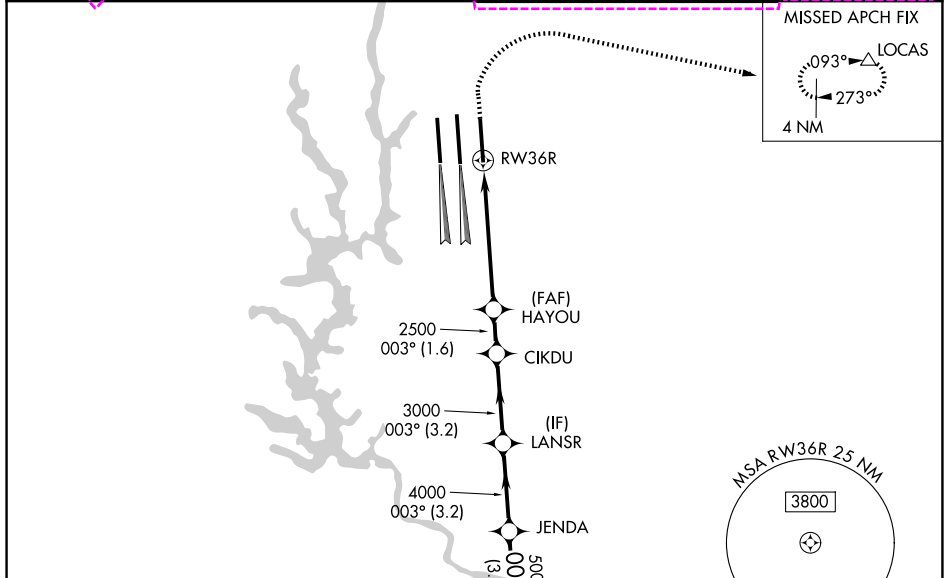 MISSED APCH FIX
LOCAS
093°
273°
4 NM
RW36R
(FAF)
HAYOU
2500
003° (1.6)
CIKDU
3000
003° (3.2)
(IF)
LANSR
4000
003° (3.2)
JENDA
MSA RW36R 25 NM
3800